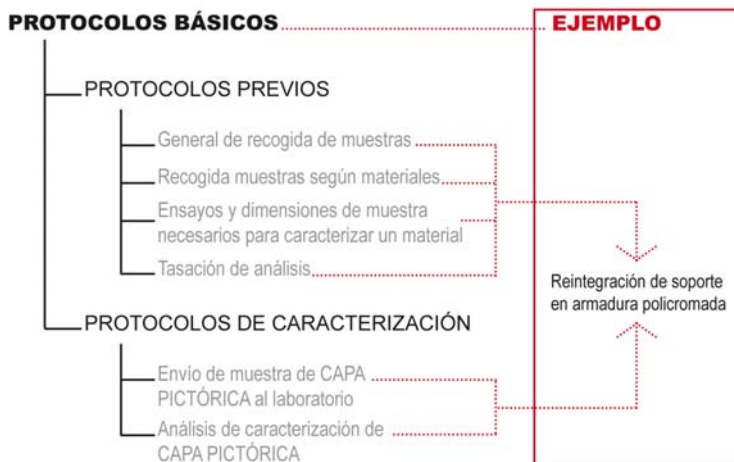 PROTOCOLOS BÁSICOS
EJEMPLO
PROTOCOLOS PREVIOS
General de recogida de muestras
Recogida muestras según materiales
Ensayos y dimensiones de muestra
necesarios para caracterizar un material
Tasación de análisis
Reintegración de soporte
en armadura policromada
PROTOCOLOS DE CARACTERIZACIÓN
Envío de muestra de CAPA
PICTÓRICA al laboratorio
Análisis de caracterización de
CAPA PICTÓRICA